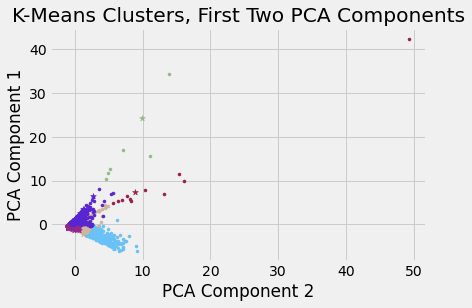 K-Means Clusters, First Two PCA Components
PCA Component 1
40
30
20
10
0
0 10 20 30 40 50
PCA Component 2